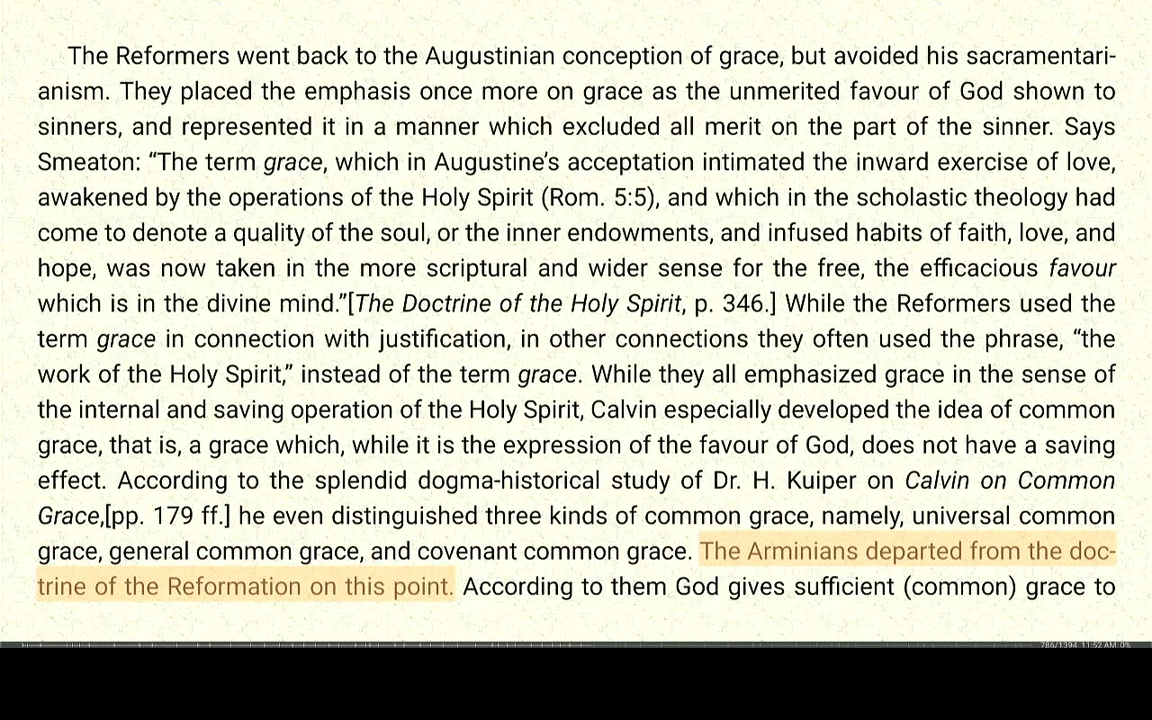 The Reformers went back to the Augustinian conception of grace, but avoided his sacramentari-
anism. They placed the emphasis once more on grace as the unmerited favour of God shown to
sinners, and represented it in a manner which excluded all merit on the part of the sinner. Says
Smeaton: “The term grace, which in Augustine’s acceptation intimated the inward exercise of love,
awakened by the operations of the Holy Spirit (Rom. 5:5), and which in the scholastic theology had
come to denote a quality of the soul, or the inner endowments, and infused habits of faith, love, and
hope, was now taken in the more scriptural and wider sense for the free, the efficacious favour
which is in the divine mind.”[The Doctrine of the Holy Spirit, p. 346.] While the Reformers used the
term grace in connection with justification, in other connections they often used the phrase, “the
work of the Holy Spirit,” instead of the term grace. While they all emphasized grace in the sense of
the internal and saving operation of the Holy Spirit, Calvin especially developed the idea of common
grace, that is, a grace which, while it is the expression of the favour of God, does not have a saving
effect. According to the splendid dogma-historical study of Dr. H. Kuiper on Calvin on Common
Grace,[pp. 179 ff.] he even distinguished three kinds of common grace, namely, universal common
grace, general common grace, and covenant common grace. The Arminians departed from the doc-
trine of the Reformation on this point. According to them God gives sufficient (common) grace to
786/1394 11:52 AM 0%